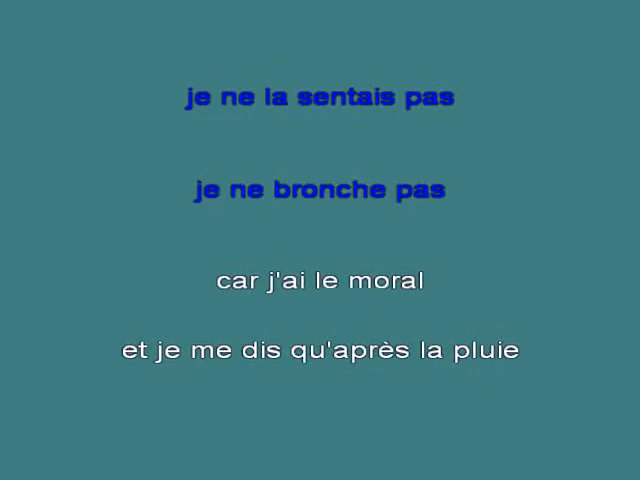 je ne la sentais pas
je ne bronche pas
car j'ai le moral
et je me dis qu'après la pluie